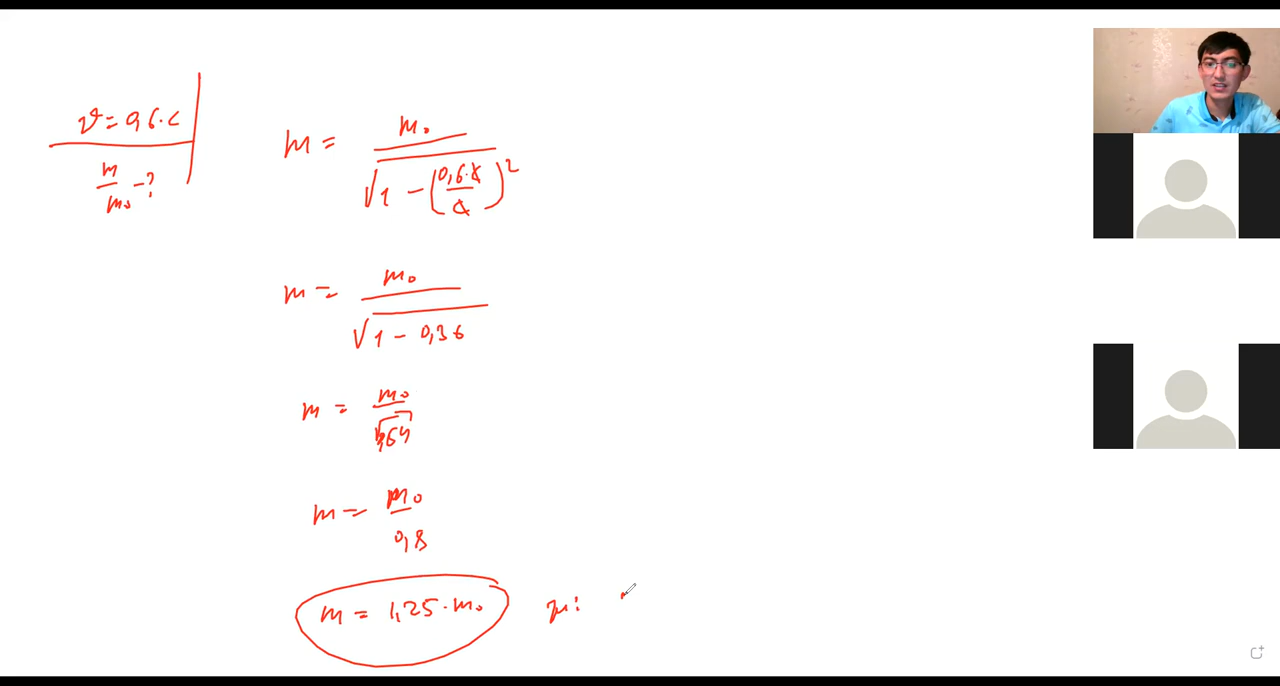 𝜗 = 0,6·c
m/m₀ - ?
m = m₀/√(1 - (0,6·c/c)²)
m = m₀/√(1 - 0,36)
m = m₀/√0,64
m = m₀/0,8
m = 1,25·m₀